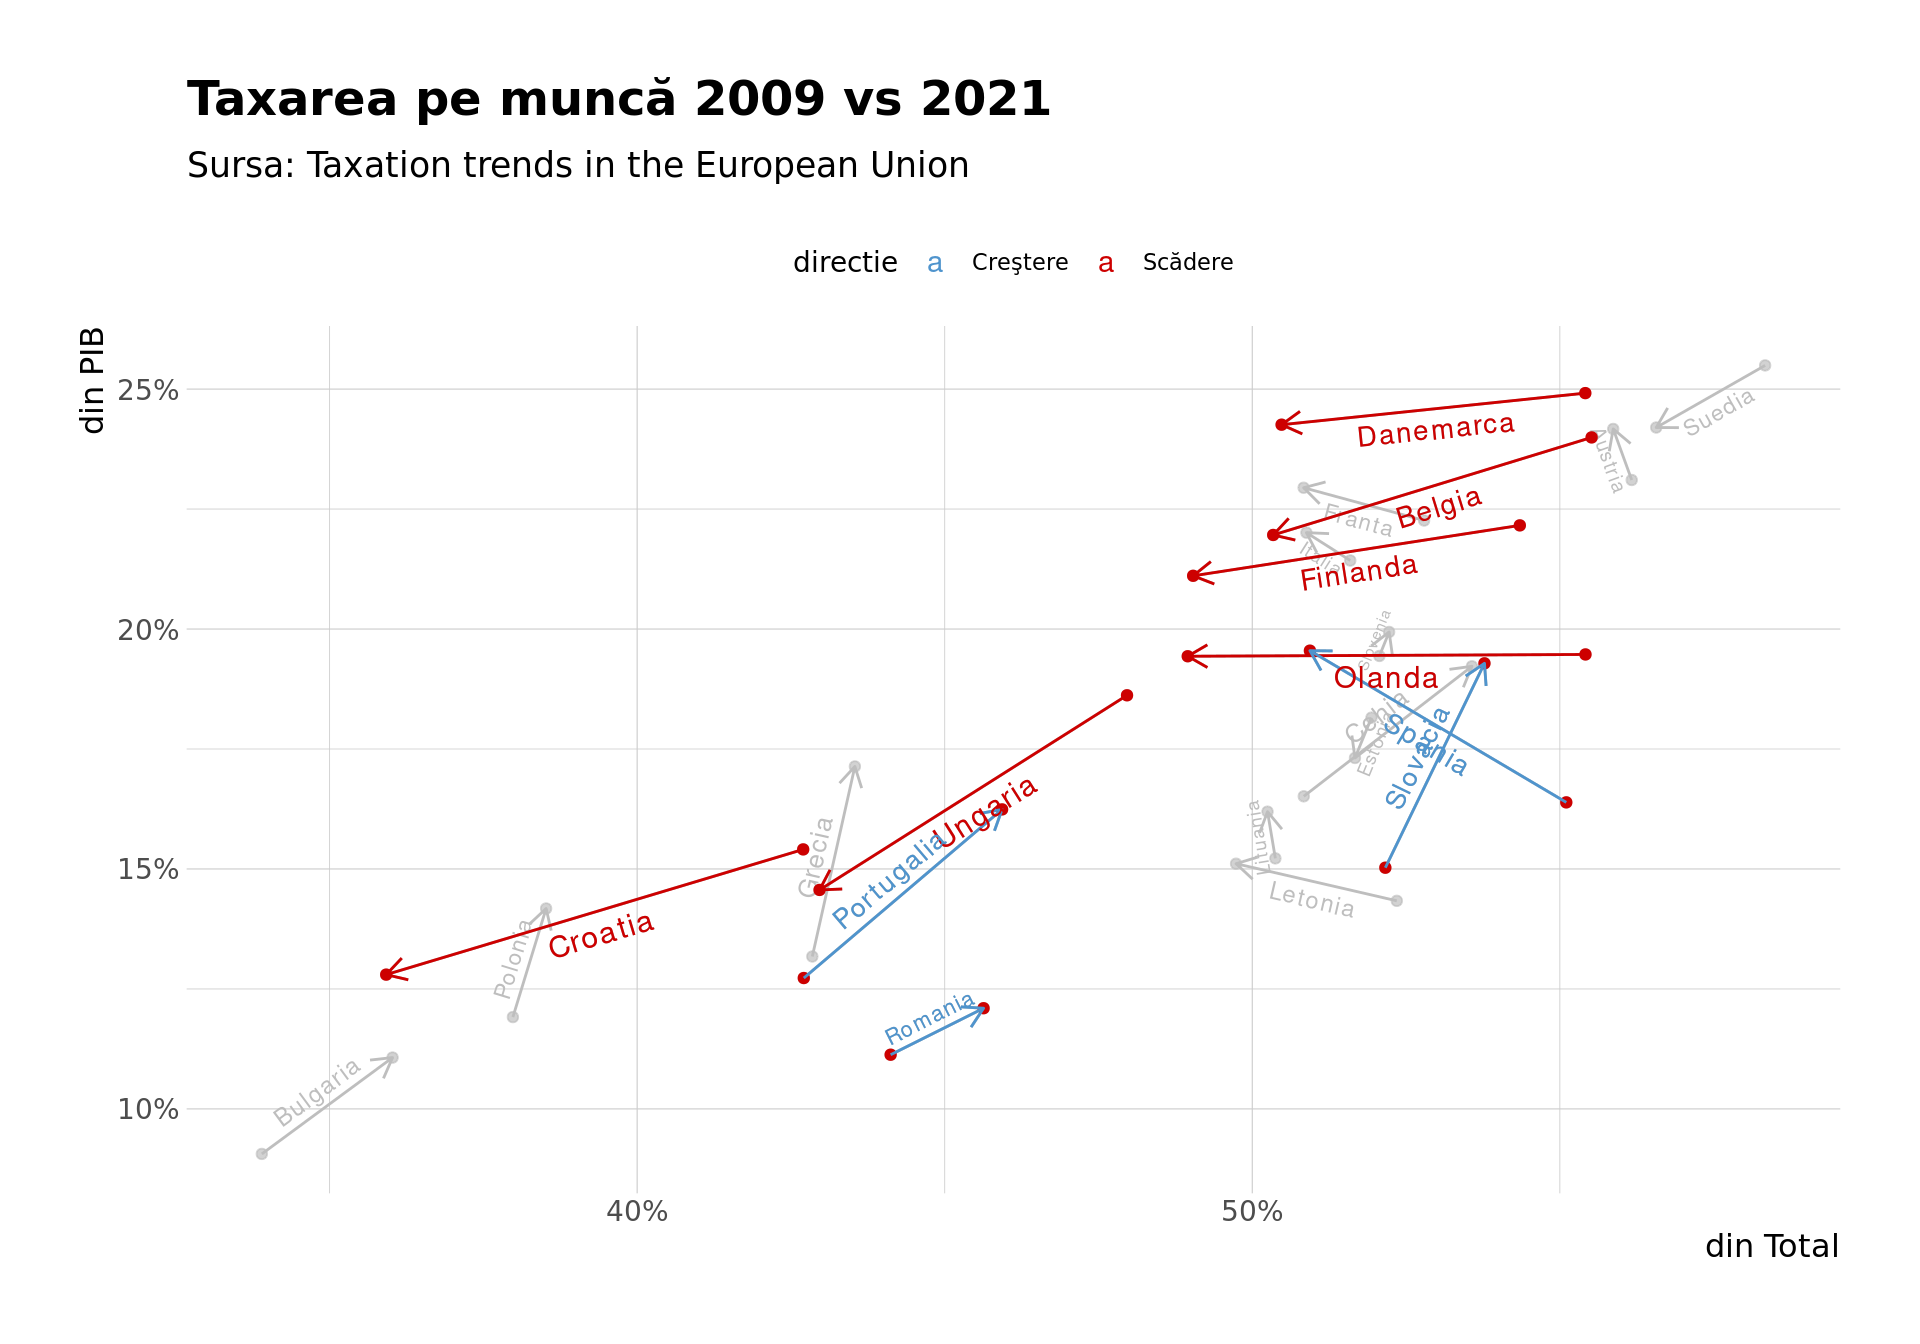 Taxarea pe muncă 2009 vs 2021
Sursa: Taxation trends in the European Union
directie a Creştere a Scădere
din PIB
25%
20%
15%
10%
Suedia
Danemarca
Austria
Belgia
Franta
Italia
Finlanda
Slovenia
Olanda
Cehia
Spania
Estonia
Slovacia
Ungaria
Lituania
Grecia
Portugalia
Letonia
Croatia
Polonia
Romania
Bulgaria
40%
50%
din Total